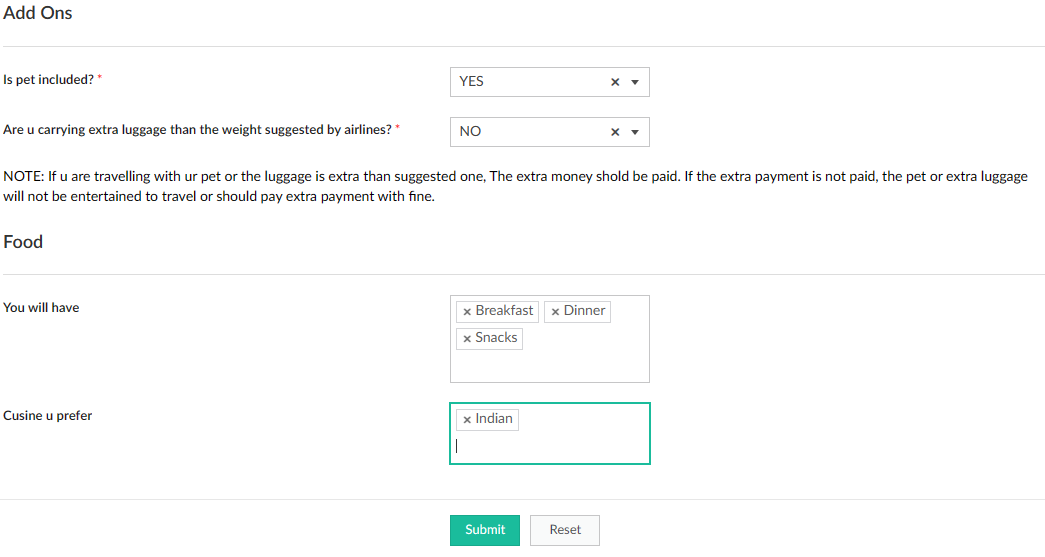 Add Ons
Is pet included? *
YES
Are u carrying extra luggage than the weight suggested by airlines? *
NO
NOTE: If u are travelling with ur pet or the luggage is extra than suggested one, The extra money shold be paid. If the extra payment is not paid, the pet or extra luggage
will not be entertained to travel or should pay extra payment with fine.
Food
You will have
× Breakfast × Dinner
× Snacks
Cusine u prefer
× Indian
Submit Reset